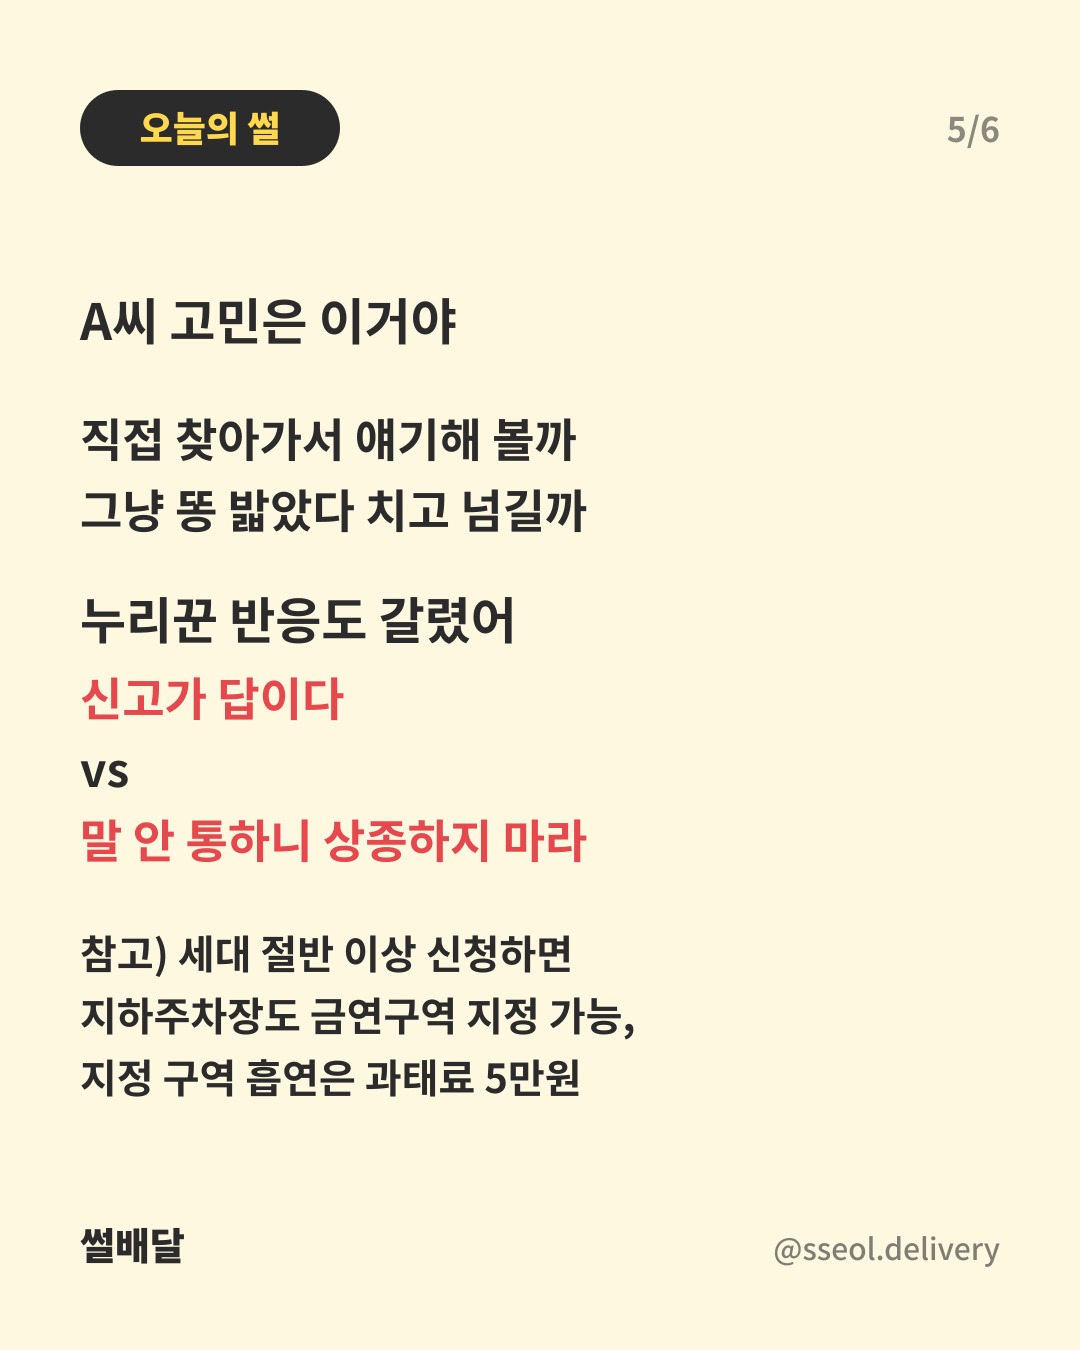 오늘의 썰
5/6
A씨 고민은 이거야
직접 찾아가서 얘기해 볼까
그냥 똥 밟았다 치고 넘길까
누리꾼 반응도 갈렸어
신고가 답이다
vs
말 안 통하니 상종하지 마라
참고) 세대 절반 이상 신청하면
지하주차장도 금연구역 지정 가능,
지정 구역 흡연은 과태료 5만원
썰배달
@sseol.delivery